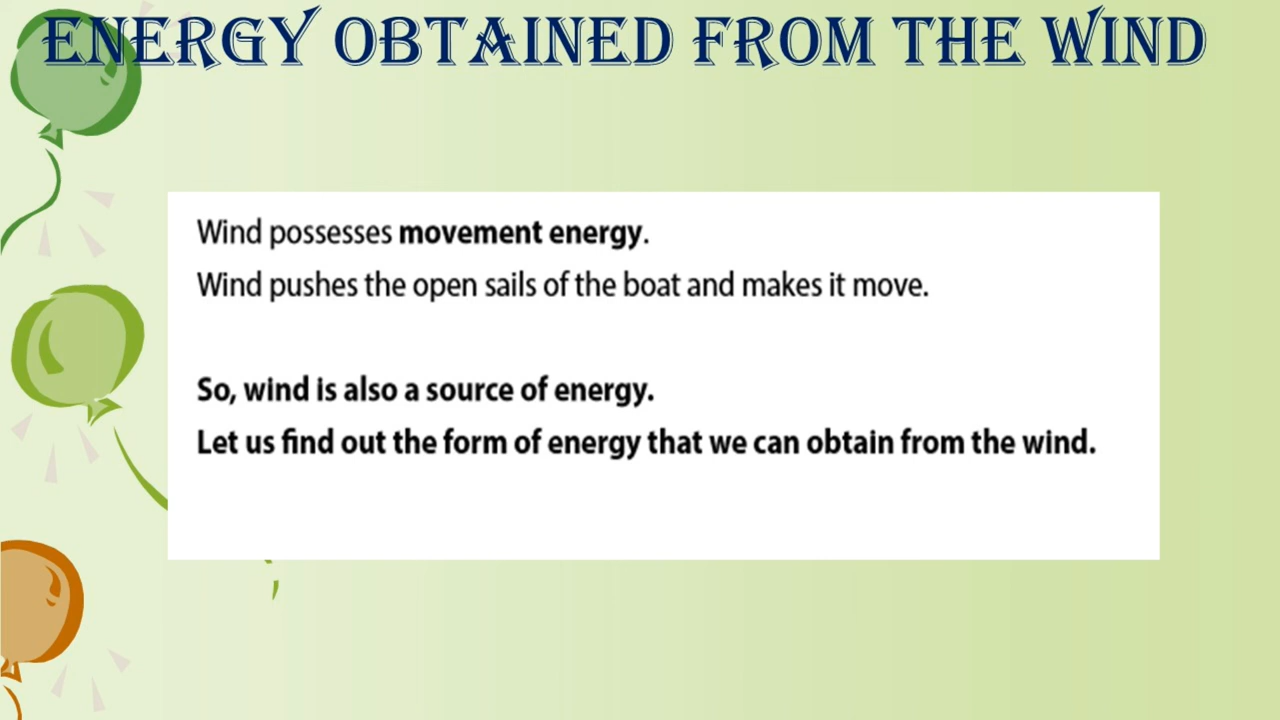 ENERGY OBTAINED FROM THE WIND
Wind possesses movement energy.
Wind pushes the open sails of the boat and makes it move.
So, wind is also a source of energy.
Let us find out the form of energy that we can obtain from the wind.